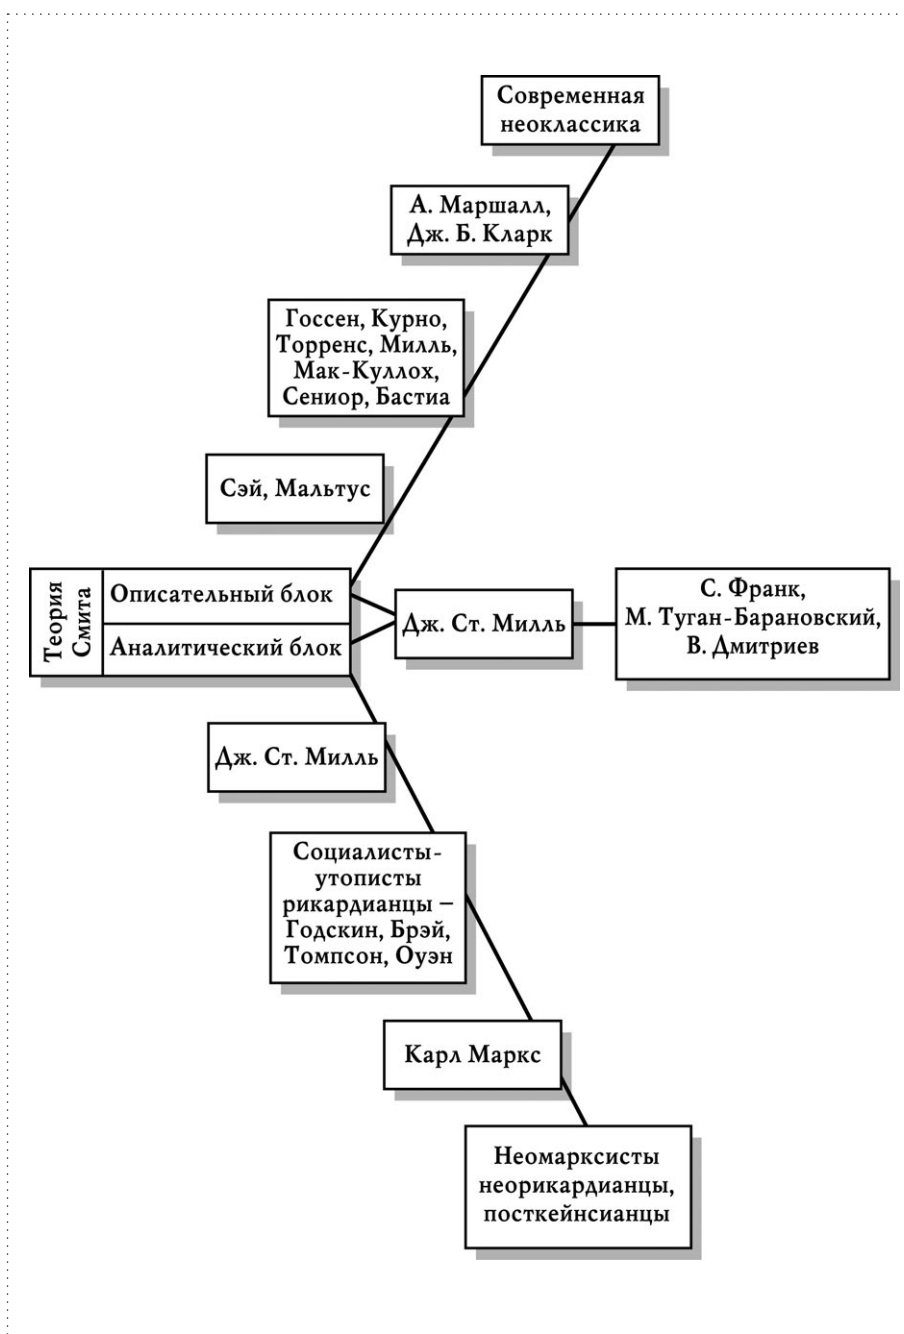 Современная
неоклассика
А. Маршалл,
Дж. Б. Кларк
Госсен, Курно,
Торренс, Милль,
Мак-Куллох,
Сениор, Бастиа
Сэй, Мальтус
Теория
Смита
Описательный блок
Аналитический блок
Дж. Ст. Милль
С. Франк,
М. Туган-Барановский,
В. Дмитриев
Дж. Ст. Милль
Социалисты-
утописты
рикардианцы –
Годскин, Брэй,
Томпсон, Оуэн
Карл Маркс
Неомарксисты
неорикардианцы,
посткейнсианцы